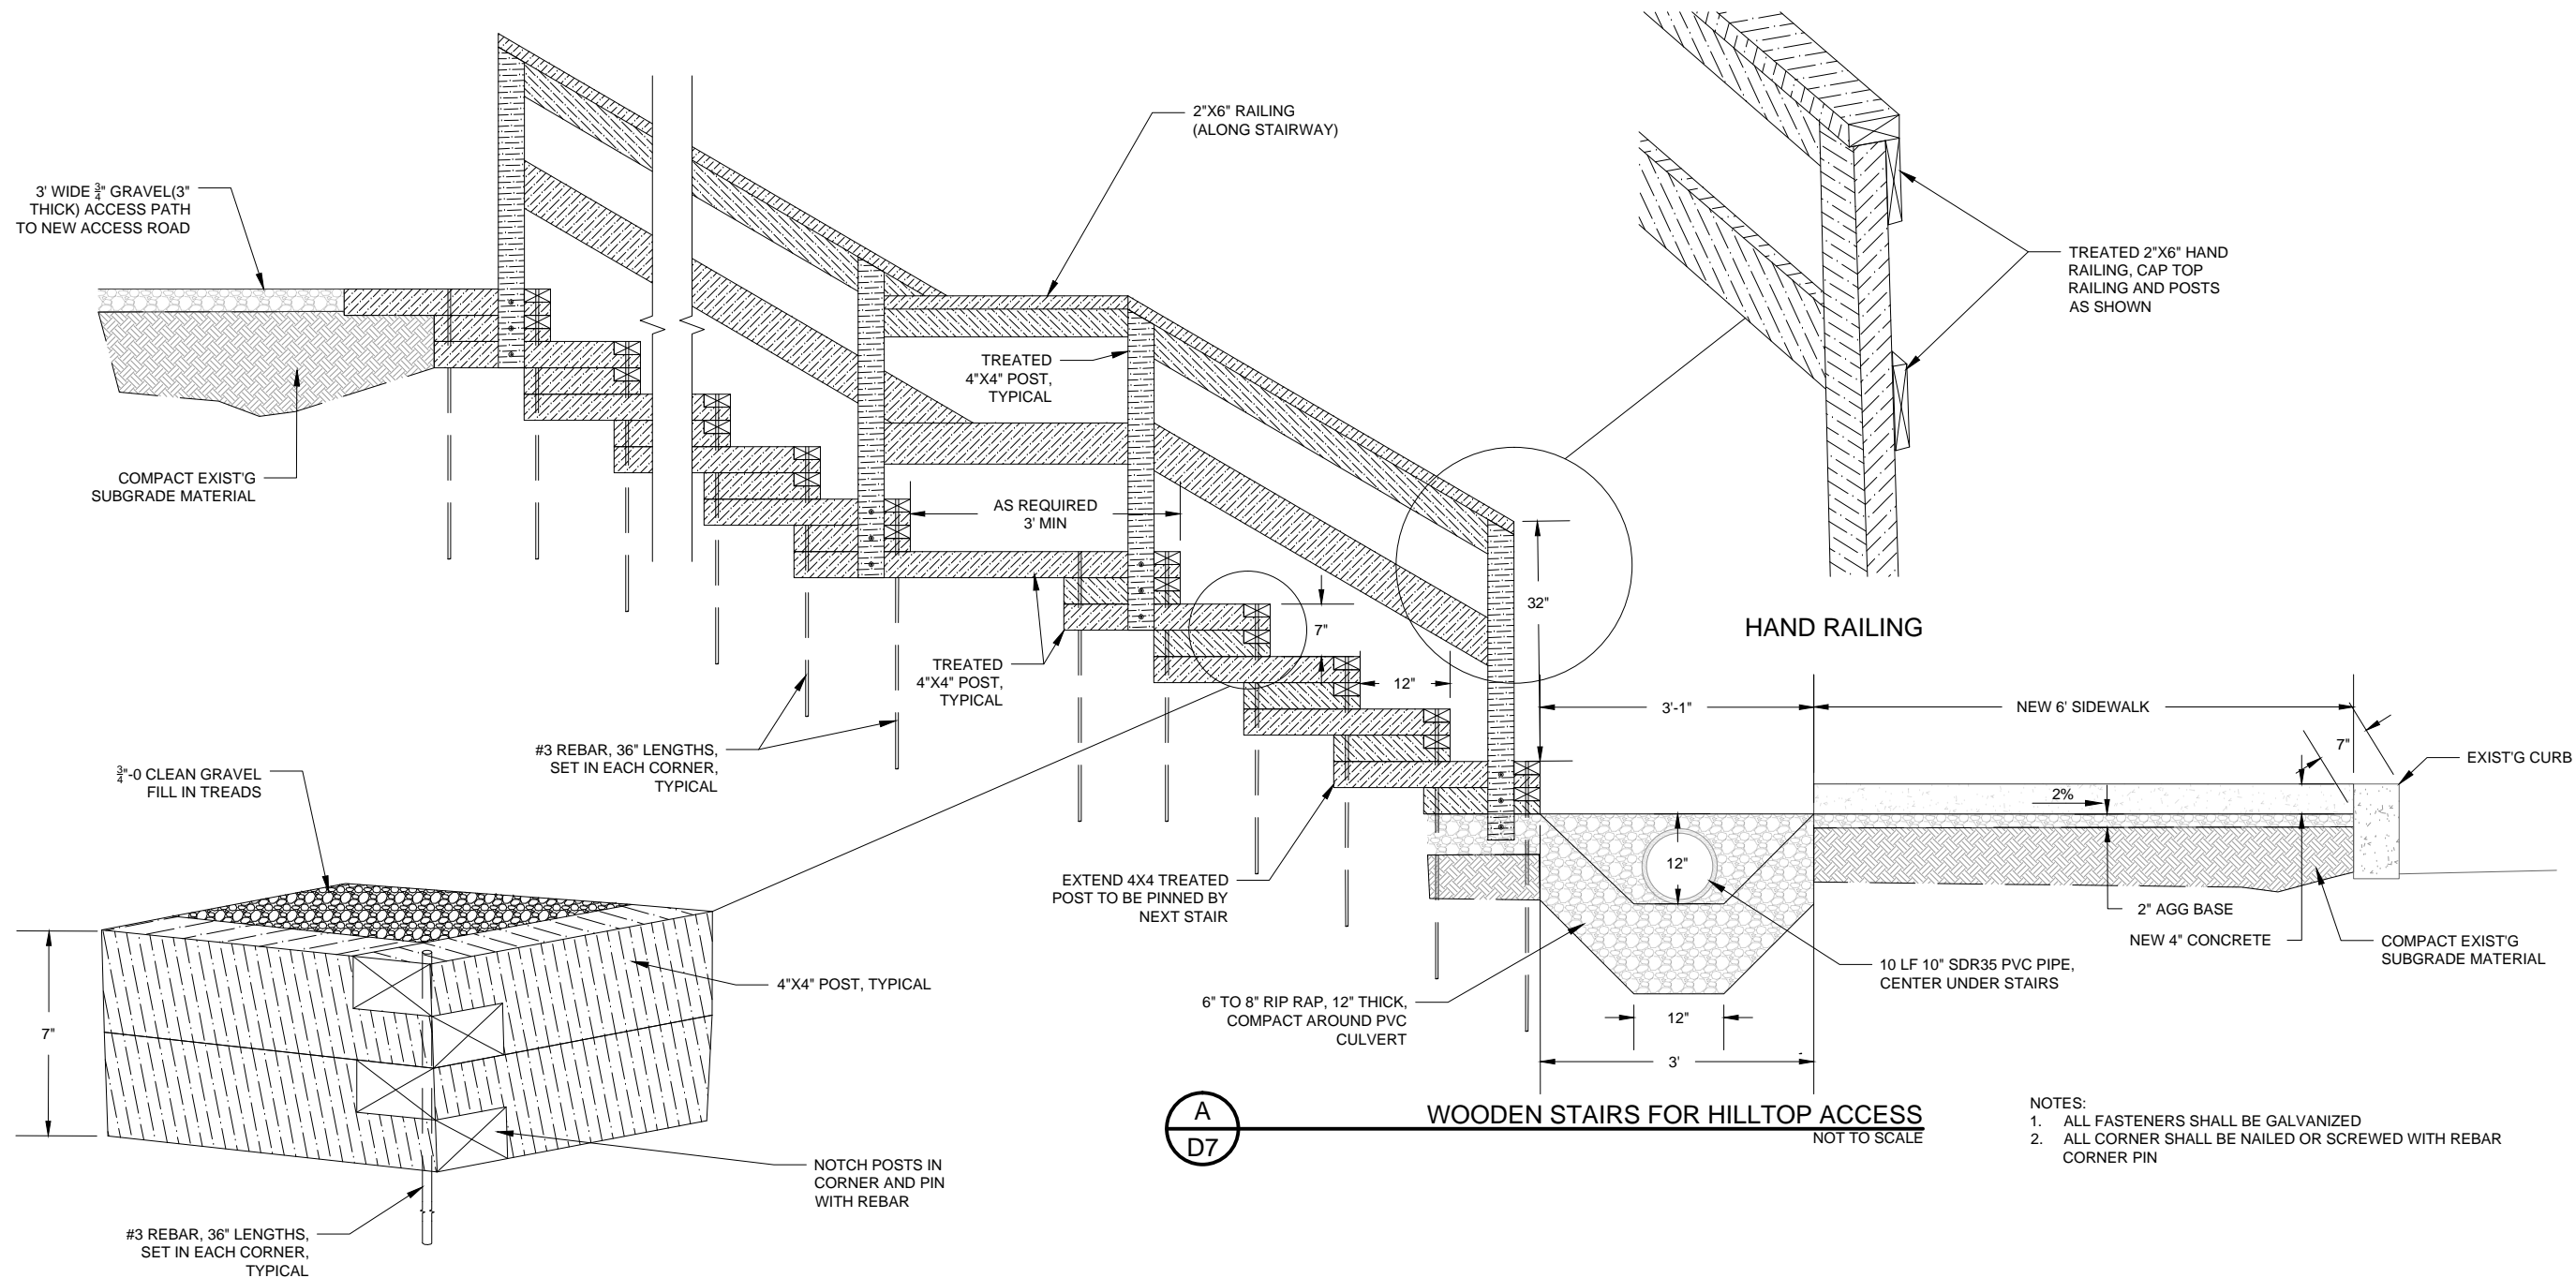 2"X6" RAILING
(ALONG STAIRWAY)
3' WIDE 3/4" GRAVEL(3"
THICK) ACCESS PATH
TO NEW ACCESS ROAD
TREATED 2"X6" HAND
RAILING, CAP TOP
RAILING AND POSTS
AS SHOWN
TREATED
4"X4" POST,
TYPICAL
COMPACT EXIST'G
SUBGRADE MATERIAL
AS REQUIRED
3' MIN
32"
7"
HAND RAILING
TREATED
4"X4" POST,
TYPICAL
12"
3'-1"
NEW 6' SIDEWALK
7"
EXIST'G CURB
#3 REBAR, 36" LENGTHS,
SET IN EACH CORNER,
TYPICAL
3/4"-0 CLEAN GRAVEL
FILL IN TREADS
2%
12"
EXTEND 4X4 TREATED
POST TO BE PINNED BY
NEXT STAIR
2" AGG BASE
NEW 4" CONCRETE
COMPACT EXIST'G
SUBGRADE MATERIAL
10 LF 10" SDR35 PVC PIPE,
CENTER UNDER STAIRS
4"X4" POST, TYPICAL
6" TO 8" RIP RAP, 12" THICK,
COMPACT AROUND PVC
CULVERT
12"
7"
3'
A
D7
WOODEN STAIRS FOR HILLTOP ACCESS
NOT TO SCALE
NOTES:
1. ALL FASTENERS SHALL BE GALVANIZED
2. ALL CORNER SHALL BE NAILED OR SCREWED WITH REBAR
CORNER PIN
NOTCH POSTS IN
CORNER AND PIN
WITH REBAR
#3 REBAR, 36" LENGTHS,
SET IN EACH CORNER,
TYPICAL